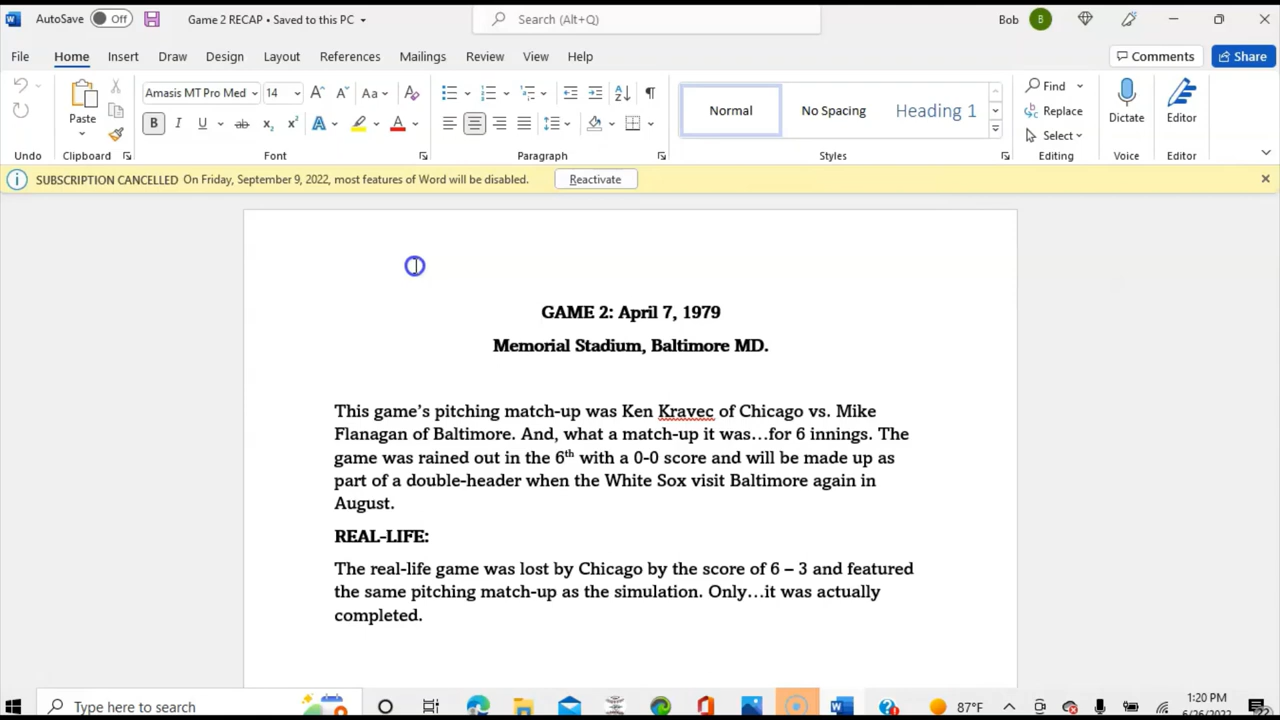 AutoSave Off Game 2 RECAP • Saved to this PC Search (Alt+Q) Bob B
File Home Insert Draw Design Layout References Mailings Review View Help Comments Share
Paste Amasis MT Pro Med 14 Aa Normal No Spacing Heading 1 Find Replace Select Dictate Editor
Undo Clipboard Font Paragraph Styles Editing Voice Editor
SUBSCRIPTION CANCELLED On Friday, September 9, 2022, most features of Word will be disabled. Reactivate
GAME 2: April 7, 1979
Memorial Stadium, Baltimore MD.
This game’s pitching match-up was Ken Kravec of Chicago vs. Mike
Flanagan of Baltimore. And, what a match-up it was…for 6 innings. The
game was rained out in the 6th with a 0-0 score and will be made up as
part of a double-header when the White Sox visit Baltimore again in
August.
REAL-LIFE:
The real-life game was lost by Chicago by the score of 6 – 3 and featured
the same pitching match-up as the simulation. Only…it was actually
completed.
Type here to search 87°F 1:20 PM